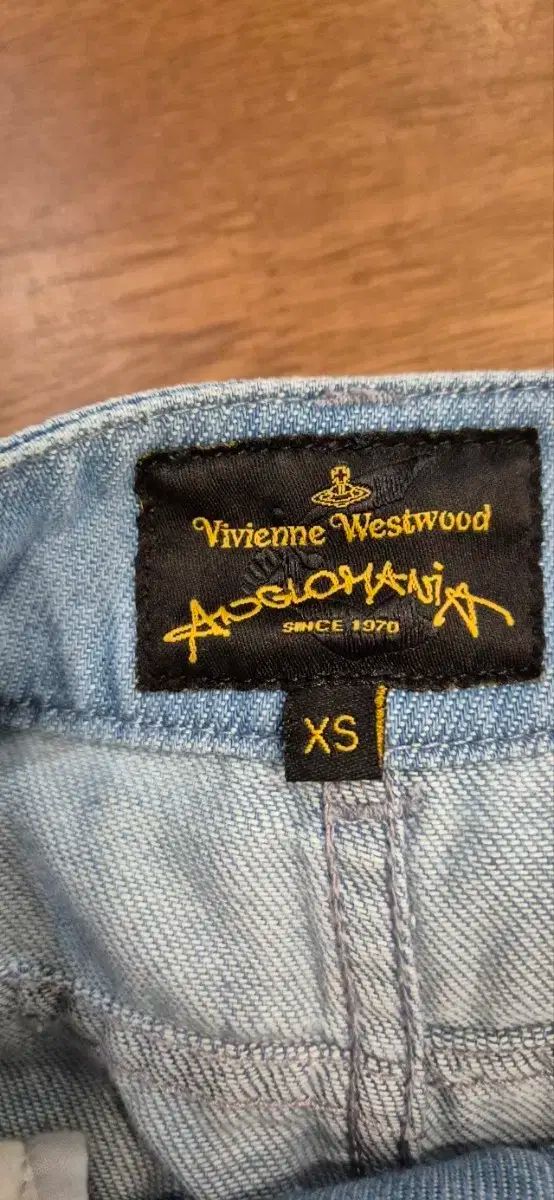 Vivienne Westwood
ANGLOMANiA
SINCE 1970
XS